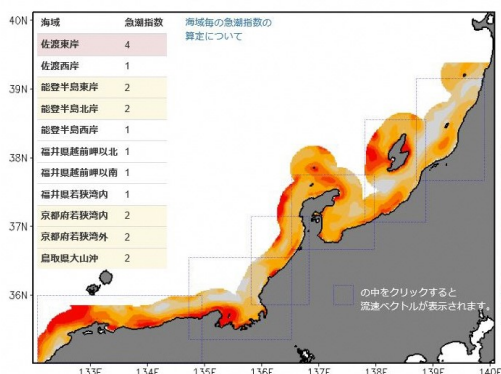 40N
海域 急潮指数
海域毎の急潮指数の
算定について
佐渡東岸 4
佐渡西岸 1
39N
能登半島東岸 2
能登半島北岸 2
能登半島西岸 1
38N
福井県越前岬以北 1
福井県越前岬以南 1
福井県若狭湾内 1
37N
京都府若狭湾内 2
京都府若狭湾外 2
鳥取県大山沖 2
36N
の中をクリックすると
流速ベクトルが表示されます。
133E 134E 135E 136E 137E 138E 139E 140E